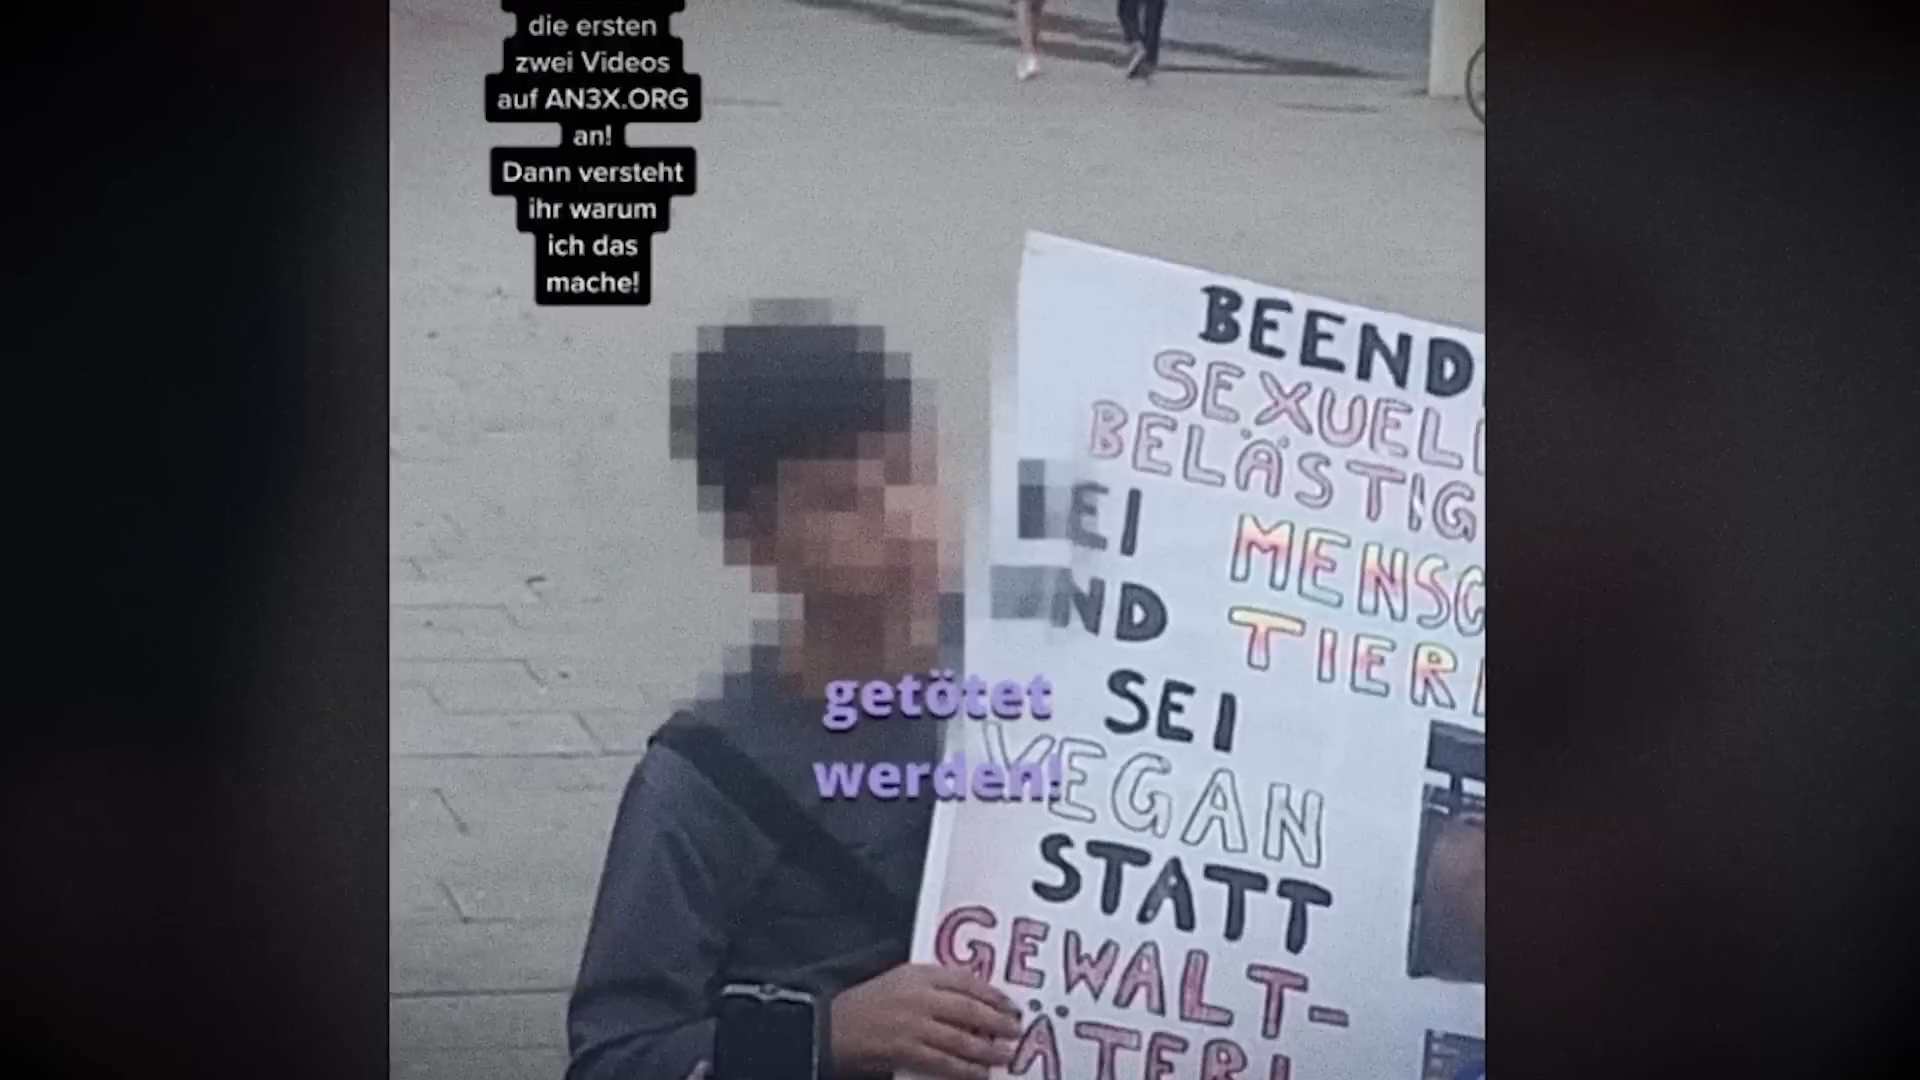 die ersten
zwei Videos
auf AN3X.ORG
an!
Dann versteht
ihr warum
ich das
mache!
BEEND
SEXUEL
BELÄSTIG
EI MENSC
ND TIER
SEI
VEGAN
STATT
GEWALT-
ÄTER!
getötet
werden!